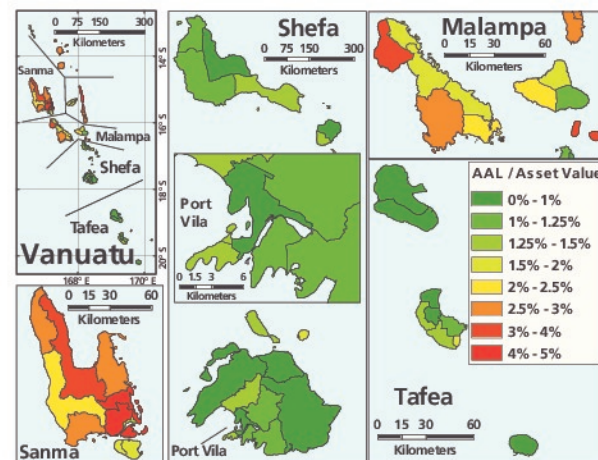 0 75 150 300
Kilometers
14°S
16°S
18°S
20°S
168°E
170°E
Sanma
Malampa
Shefa
Tafea
Vanuatu
Shefa
0 75 150 300
Kilometers
Malampa
0 15 30 60
Kilometers
Port
Vila
0 1.5 3 6
Kilometers
AAL / Asset Value
0% - 1%
1% - 1.25%
1.25% - 1.5%
1.5% - 2%
2% - 2.5%
2.5% - 3%
3% - 4%
4% - 5%
0 15 30 60
Kilometers
Sanma
Port Vila
Tafea
0 15 30 60
Kilometers